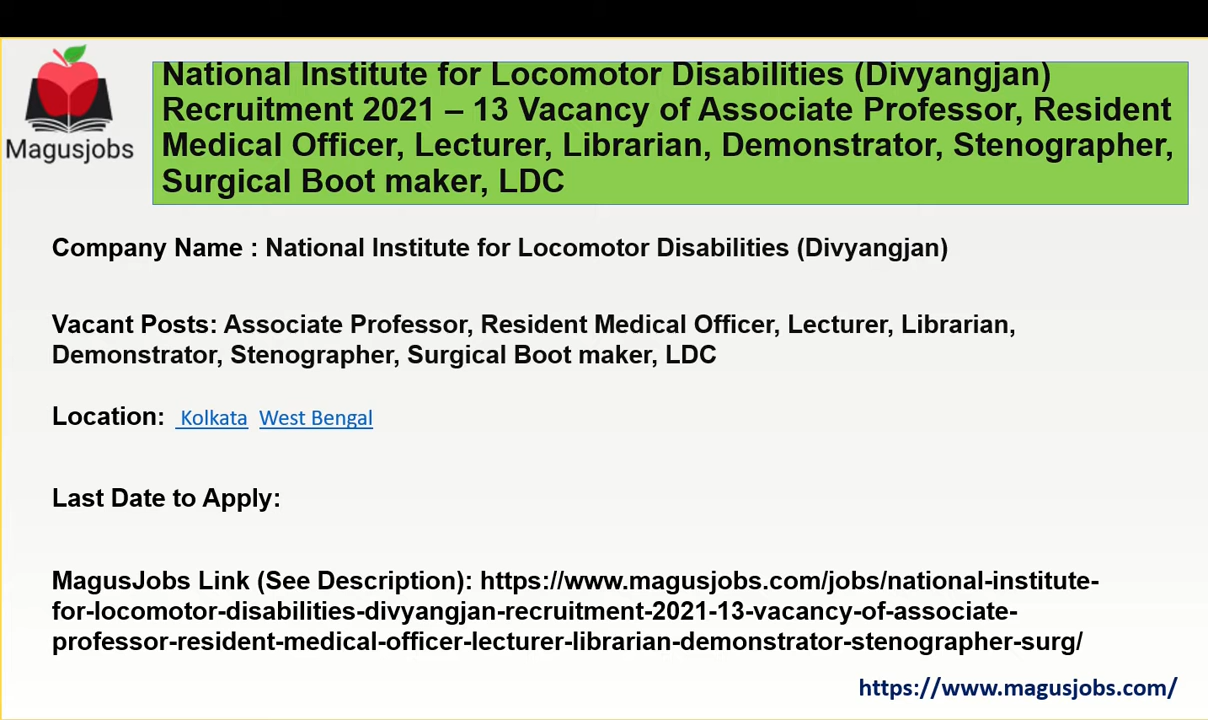 Magusjobs
National Institute for Locomotor Disabilities (Divyangjan)
Recruitment 2021 – 13 Vacancy of Associate Professor, Resident
Medical Officer, Lecturer, Librarian, Demonstrator, Stenographer,
Surgical Boot maker, LDC
Company Name : National Institute for Locomotor Disabilities (Divyangjan)
Vacant Posts: Associate Professor, Resident Medical Officer, Lecturer, Librarian,
Demonstrator, Stenographer, Surgical Boot maker, LDC
Location: Kolkata West Bengal
Last Date to Apply:
MagusJobs Link (See Description): https://www.magusjobs.com/jobs/national-institute-
for-locomotor-disabilities-divyangjan-recruitment-2021-13-vacancy-of-associate-
professor-resident-medical-officer-lecturer-librarian-demonstrator-stenographer-surg/
https://www.magusjobs.com/